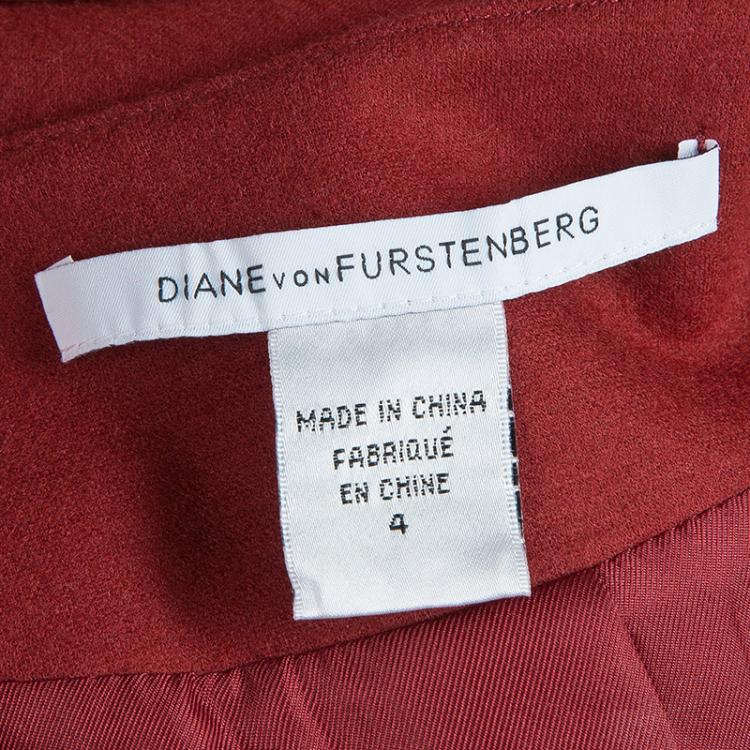 DIANE VON FURSTENBERG
MADE IN CHINA
FABRIQUÉ
EN CHINE
4